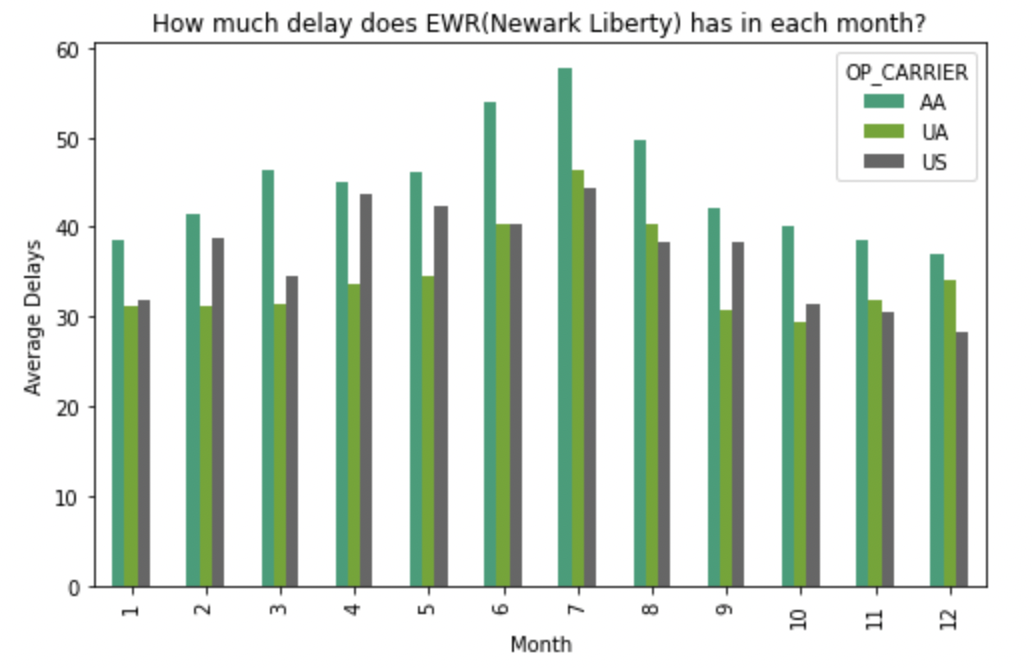 How much delay does EWR(Newark Liberty) has in each month?
OP_CARRIER
AA
UA
US
Average Delays
60
50
40
30
20
10
0
1 2 3 4 5 6 7 8 9 10 11 12
Month